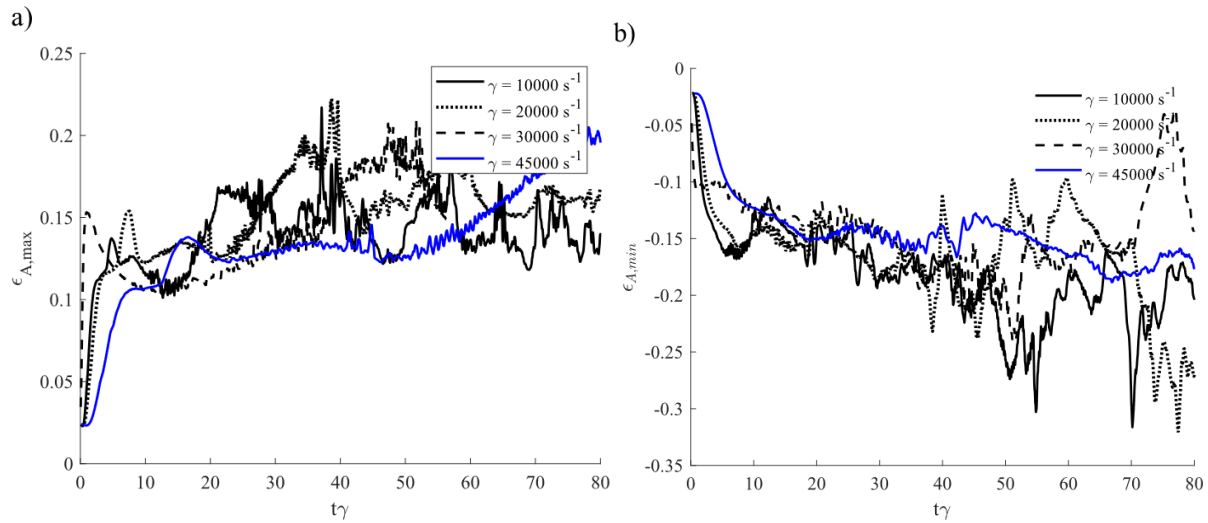 a)
0.25
0.2
0.15
0.1
0.05
0
ϵ A,max
γ = 10000 s-1
γ = 20000 s-1
γ = 30000 s-1
γ = 45000 s-1
0 10 20 30 40 50 60 70 80
tγ
b)
0
-0.05
-0.1
-0.15
-0.2
-0.25
-0.3
-0.35
ϵA,min
γ = 10000 s-1
γ = 20000 s-1
γ = 30000 s-1
γ = 45000 s-1
0 10 20 30 40 50 60 70 80
tγ